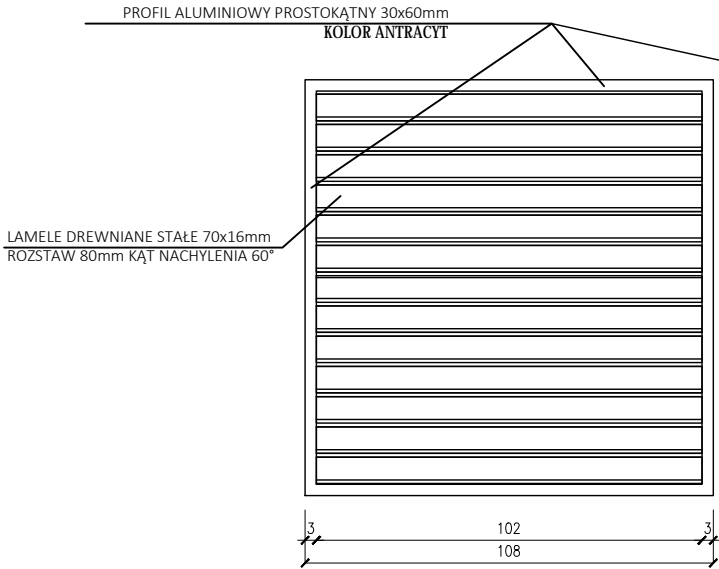 PROFIL ALUMINIOWY PROSTOKĄTNY 30x60mm
KOLOR ANTRACYT
LAMELE DREWNIANE STAŁE 70x16mm
ROZSTAW 80mm KĄT NACHYLENIA 60°
3 102 3
108